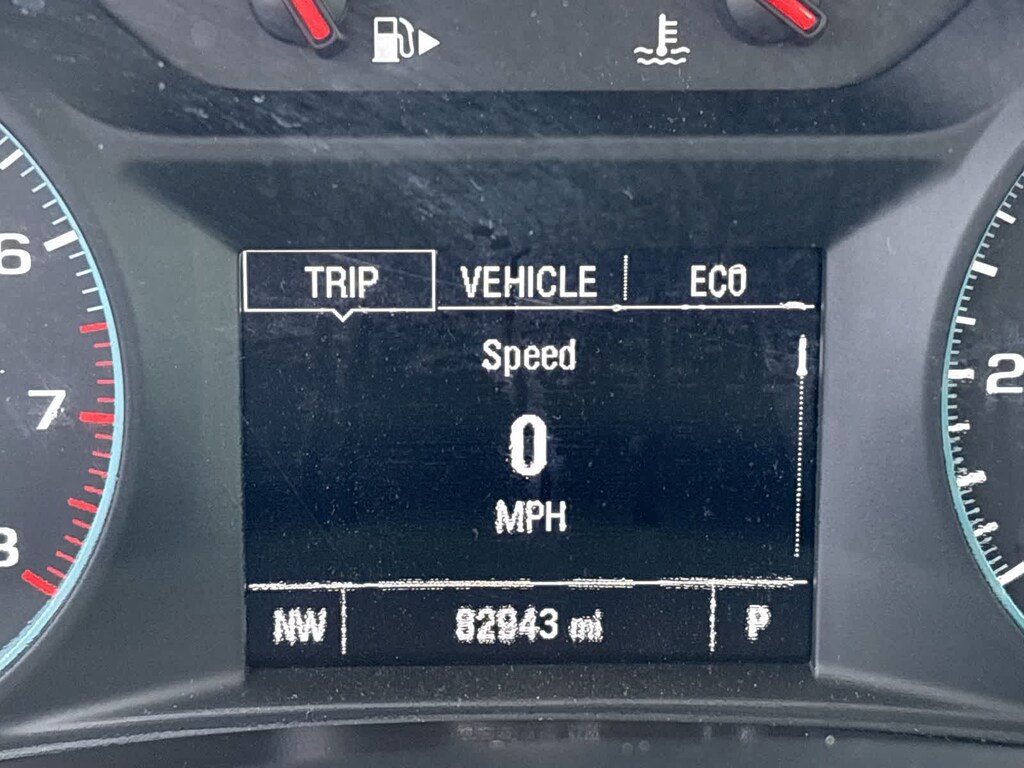 TRIP VEHICLE ECO
6
Speed
2
7
0
MPH
8
NW 82943 mi P